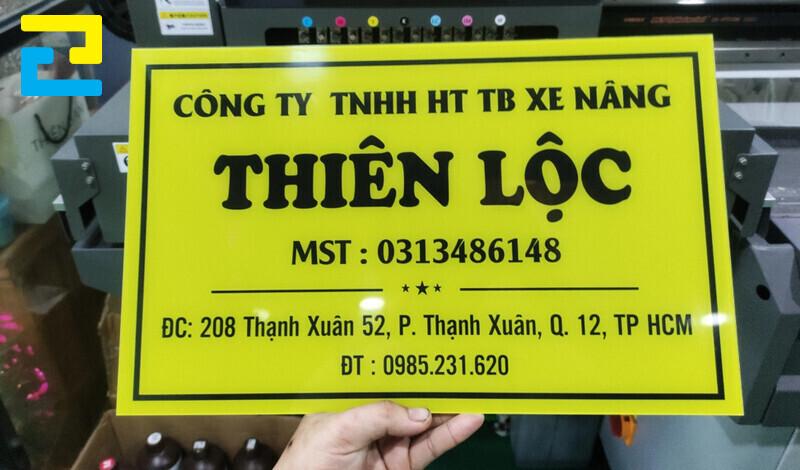 CÔNG TY TNHH HT TB XE NÂNG
THIÊN LỘC
MST : 0313486148
ĐC: 208 Thạnh Xuân 52, P. Thạnh Xuân, Q. 12, TP HCM
ĐT : 0985.231.620